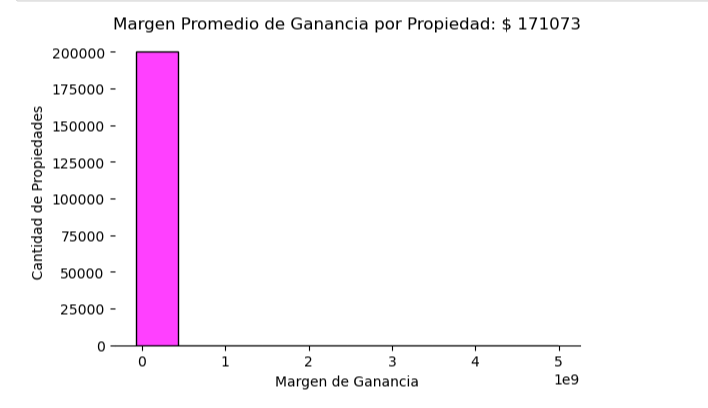 Margen Promedio de Ganancia por Propiedad: $ 171073
Cantidad de Propiedades
200000
175000
150000
125000
100000
75000
50000
25000
0
0 1 2 3 4 5
1e9
Margen de Ganancia